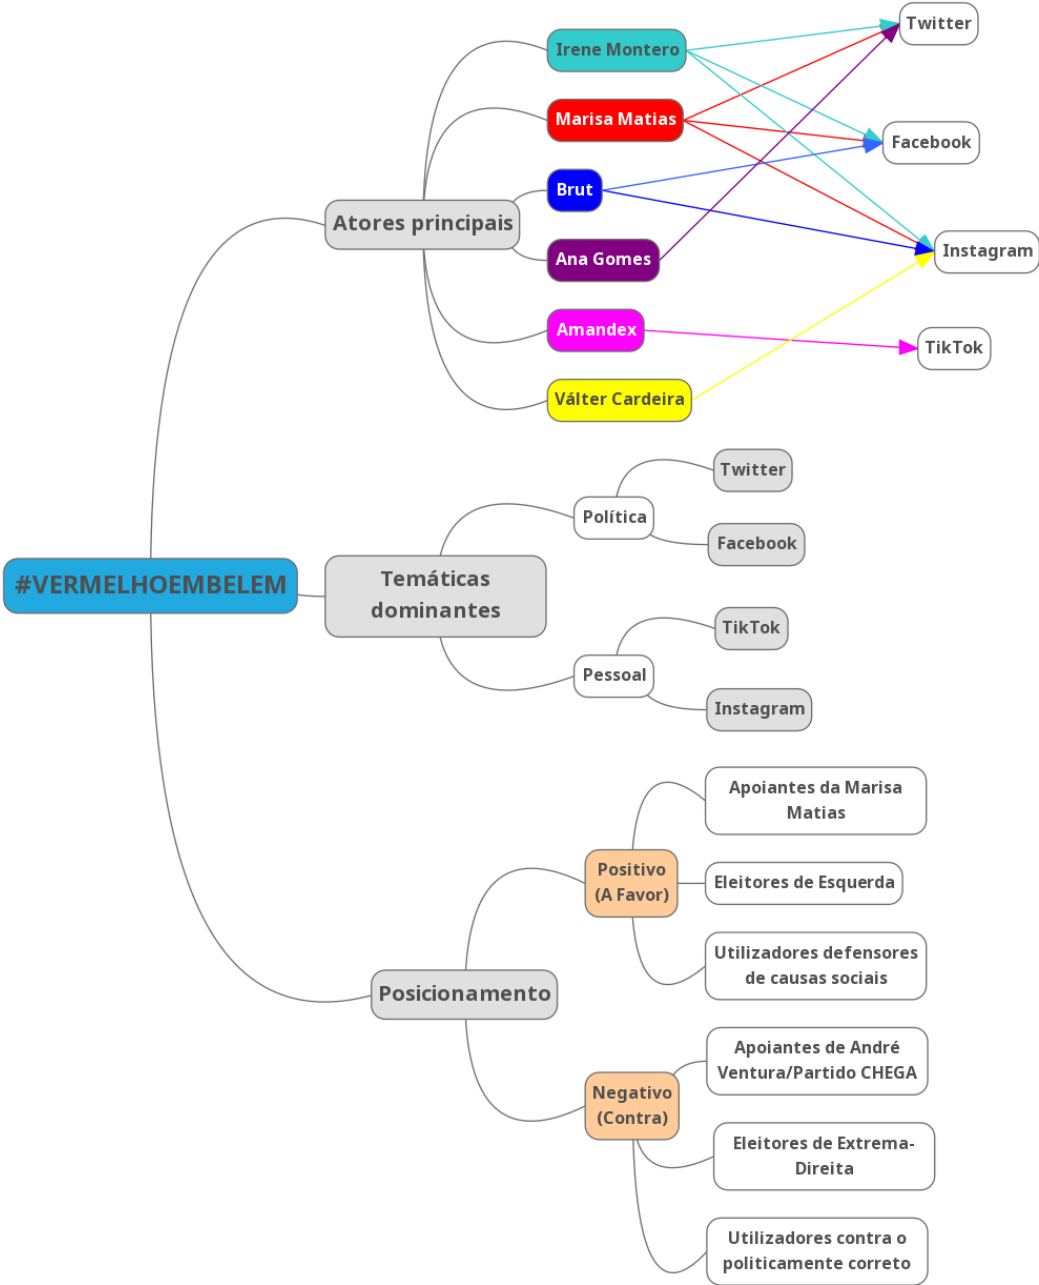 Twitter
Irene Montero
Marisa Matias
Facebook
Brut
Atores principais
Instagram
Ana Gomes
Amandex
TikTok
Válter Cardeira
Twitter
Política
Facebook
#VERMELHOEMBELEM
Temáticas
dominantes
TikTok
Pessoal
Instagram
Apoiantes da Marisa
Matias
Positivo
(A Favor)
Eleitores de Esquerda
Utilizadores defensores
de causas sociais
Posicionamento
Apoiantes de André
Ventura/Partido CHEGA
Negativo
(Contra)
Eleitores de Extrema-
Direita
Utilizadores contra o
politicamente correto